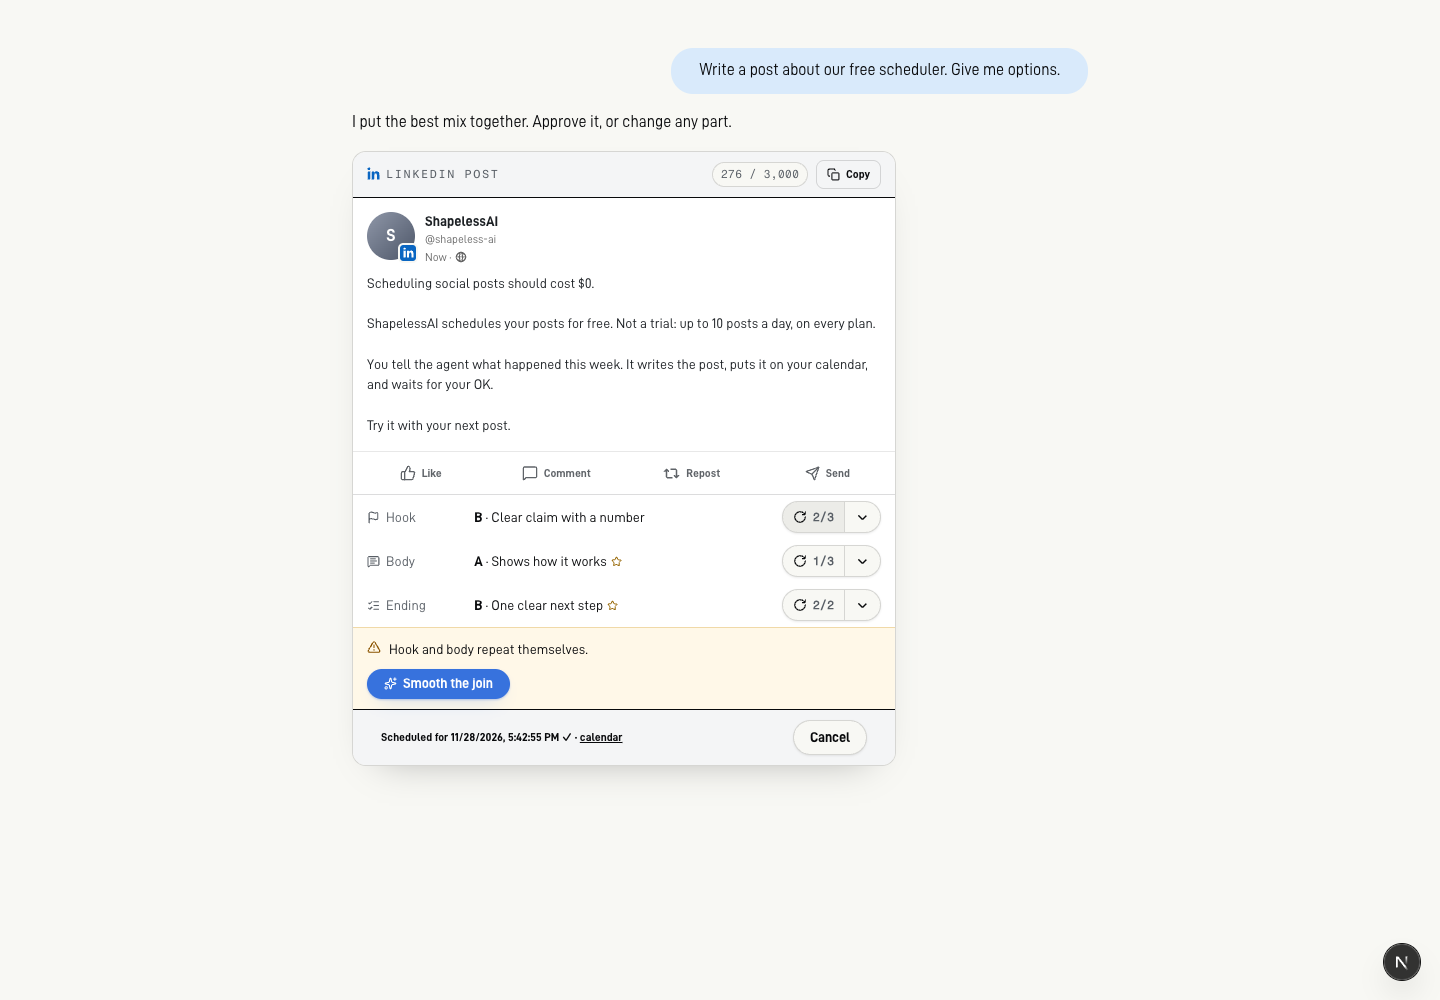 Write a post about our free scheduler. Give me options.
I put the best mix together. Approve it, or change any part.
in LINKEDIN POST 276 / 3,000 Copy
S
in
ShapelessAI
@shapeless-ai
Now ·
Scheduling social posts should cost $0.
ShapelessAI schedules your posts for free. Not a trial: up to 10 posts a day, on every plan.
You tell the agent what happened this week. It writes the post, puts it on your calendar,
and waits for your OK.
Try it with your next post.
Like Comment Repost Send
Hook B · Clear claim with a number 2/3
Body A · Shows how it works 1/3
Ending B · One clear next step 2/2
Hook and body repeat themselves.
Smooth the join
Scheduled for 11/28/2026, 5:42:55 PM ✓ · calendar Cancel
N